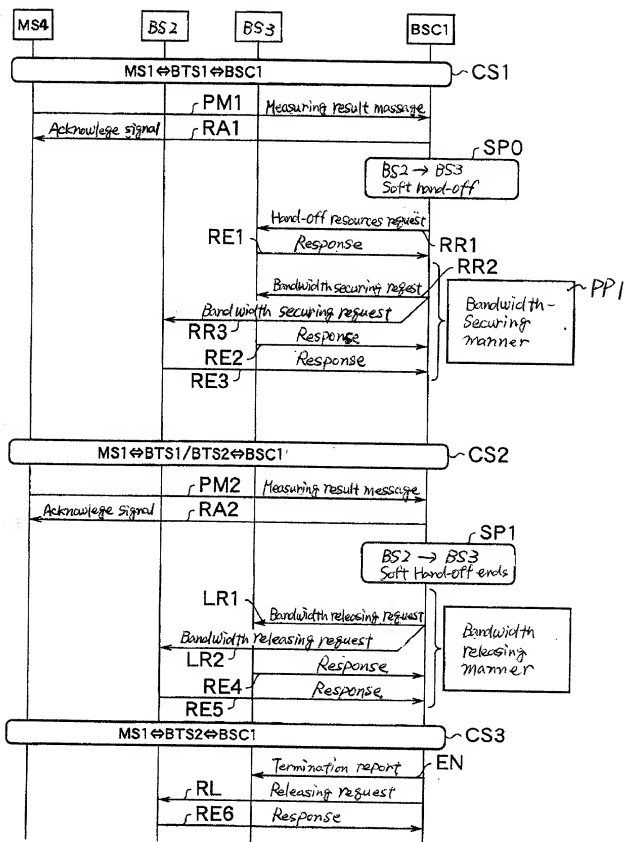 MS4 BS2 BS3 BSC1
MS1⇔BTS1⇔BSC1 CS1
PM1 Measuring result massage
Acknowlege signal RA1
SP0
BS2 → BS3
Soft hand-off
Hand-off resources request
RE1 Response RR1
RR2
Bandwidth securing reqest
Bandwidth securing request
RR3
Response
RE2 Response
RE3
Bandwidth-
Securing
manner
PP1
MS1⇔BTS1/BTS2⇔BSC1 CS2
PM2 Measuring result message
Acknowlege signal RA2
SP1
BS2 → BS3
Soft Hand-off ends
LR1
Bandwidth releasing request
Bandwidth releasing request
LR2
Response
RE4 Response
RE5
Bandwidth
releasing
manner
MS1⇔BTS2⇔BSC1 CS3
Termination report EN
RL Releasing request
RE6 Response